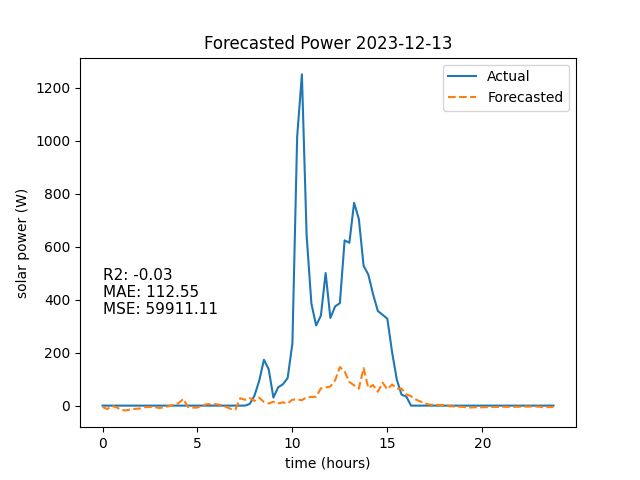 Forecasted Power 2023-12-13
Actual
Forecasted
1200
1000
800
600
400
200
0
solar power (W)
R2: -0.03
MAE: 112.55
MSE: 59911.11
0 5 10 15 20
time (hours)